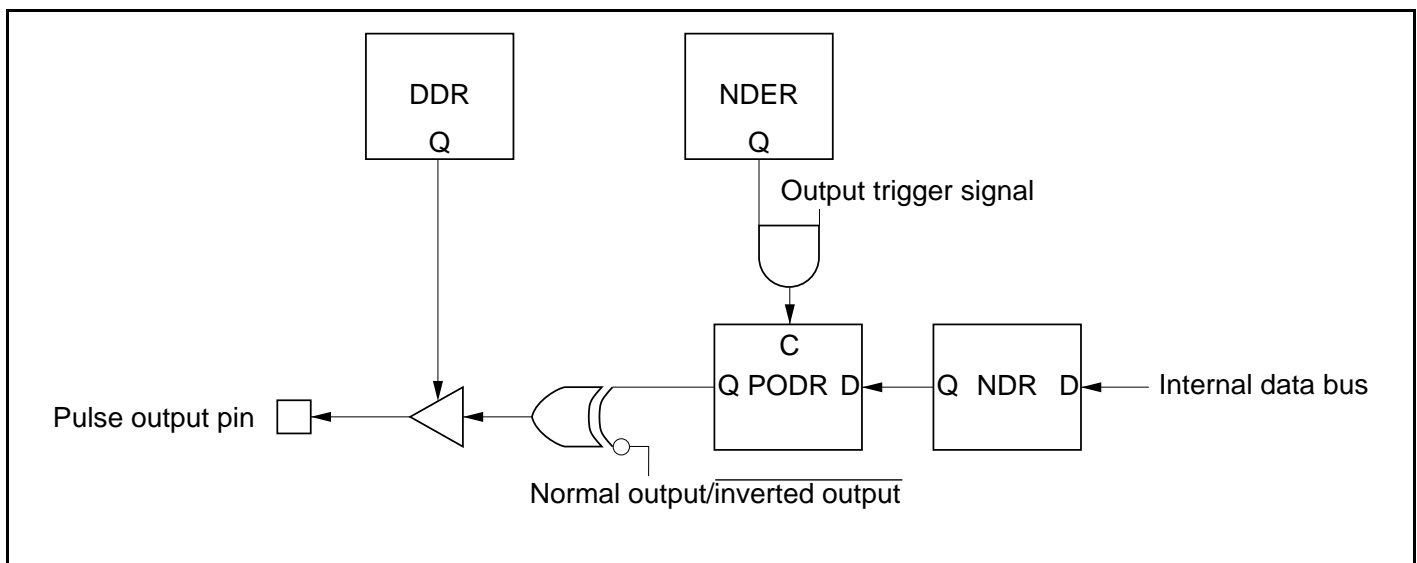 DDR
Q
NDER
Q
Output trigger signal
C
Q PODR D
Q NDR D
Internal data bus
Pulse output pin
Normal output/inverted output